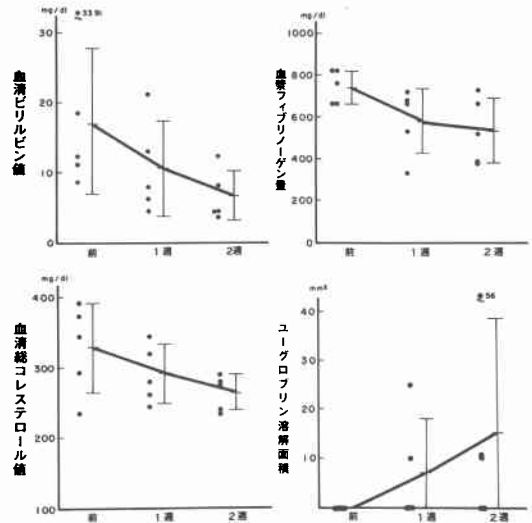 mg/dl
33.91
30
20
10
0
血清ビリルビン値
前
1週
2週
mg/dl
1000
800
600
400
200
0
血漿フィブリノーゲン量
前
1週
2週
mg/dl
400
300
200
100
血清総コレステロール値
前
1週
2週
mm²
56
40
30
20
10
ユーグロブリン溶解面積
前
1週
2週